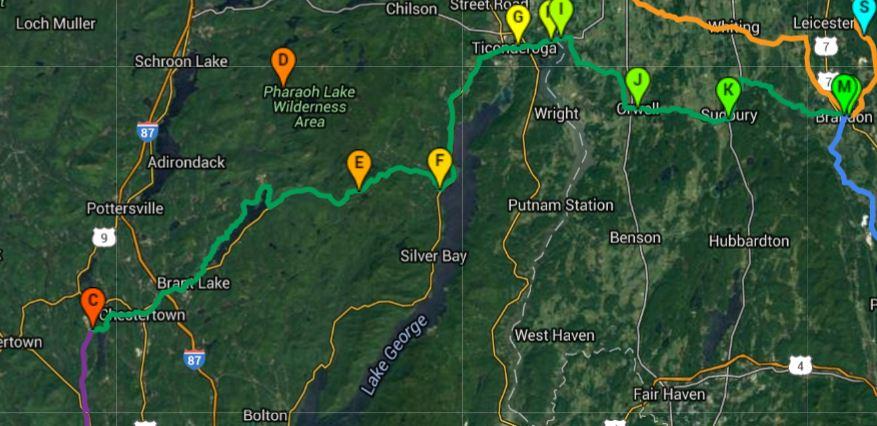 Chilson
Street Road
Loch Muller
G
I
Whiting
Leicester
S
Ticonderoga
7
Schroon Lake
D
Pharaoh Lake
Wilderness
Area
7
J
K
M
Wright
Orwell
Sudbury
Brandon
87
Adirondack
E
F
Pottersville
Putnam Station
9
Benson
Hubbardton
Silver Bay
Brant Lake
C
Chestertown
ertown
87
Lake George
West Haven
4
Fair Haven
Bolton